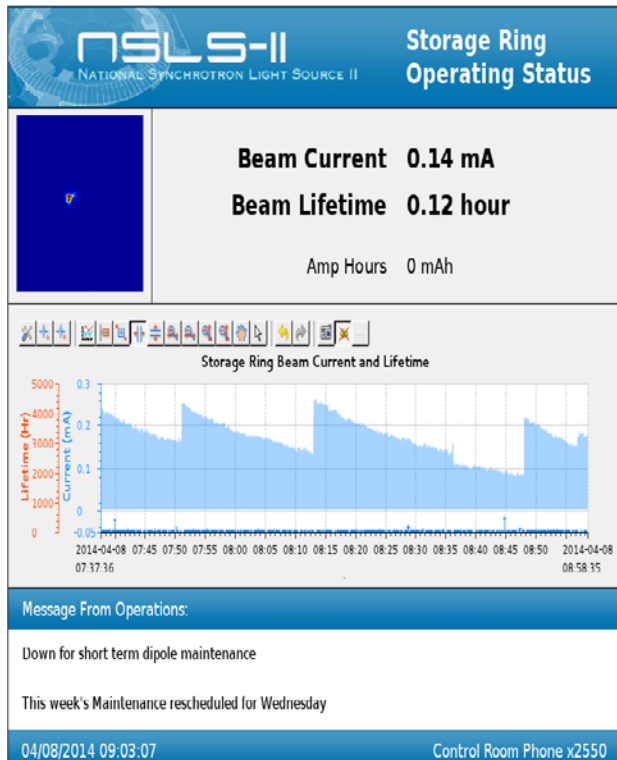 NSLS-II
NATIONAL SYNCHROTRON LIGHT SOURCE II
Storage Ring
Operating Status
Beam Current 0.14 mA
Beam Lifetime 0.12 hour
Amp Hours 0 mAh
Storage Ring Beam Current and Lifetime
Lifetime (Hr)
5000
4000
3000
2000
1000
0
Current (mA)
0.3
0.2
0.1
0
-0.05
2014-04-08 07:45 07:50 07:55 08:00 08:05 08:10 08:15 08:20 08:25 08:30 08:35 08:40 08:45 08:50 2014-04-08
07:37:36 08:58:35
Message From Operations:
Down for short term dipole maintenance
This week's Maintenance rescheduled for Wednesday
04/08/2014 09:03:07 Control Room Phone x2550